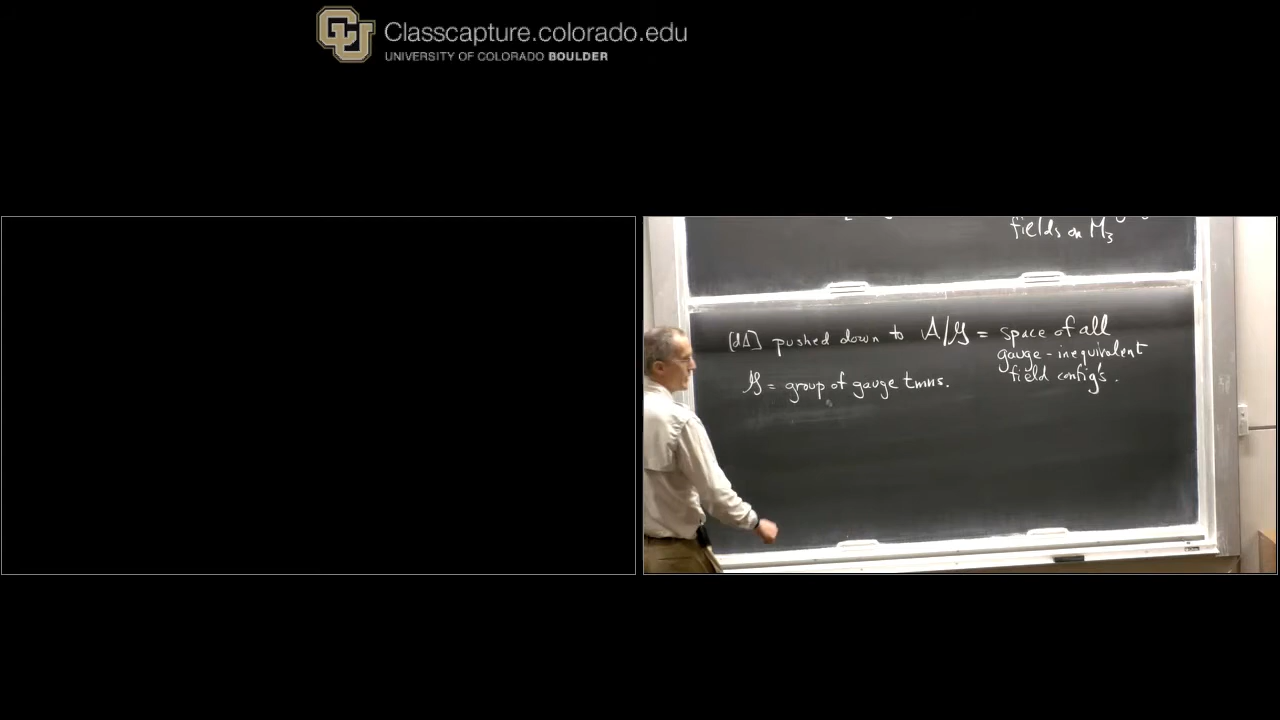 Classcapture.colorado.edu
UNIVERSITY OF COLORADO BOULDER
fields on M₃
[dA] pushed down to 𝒜/𝒢 = space of all
gauge-inequivalent
field config's.
𝒢 = group of gauge tmns.